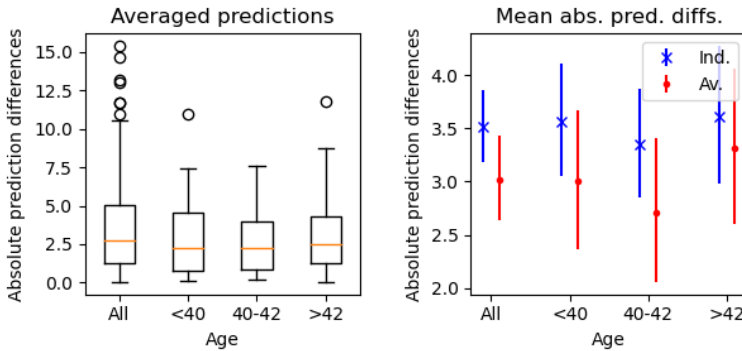 Averaged predictions
Absolute prediction differences
15.0
12.5
10.0
7.5
5.0
2.5
0.0
All <40 40-42 >42
Age
Mean abs. pred. diffs.
Absolute prediction differences
4.0
3.5
3.0
2.5
2.0
Ind.
Av.
All <40 40-42 >42
Age